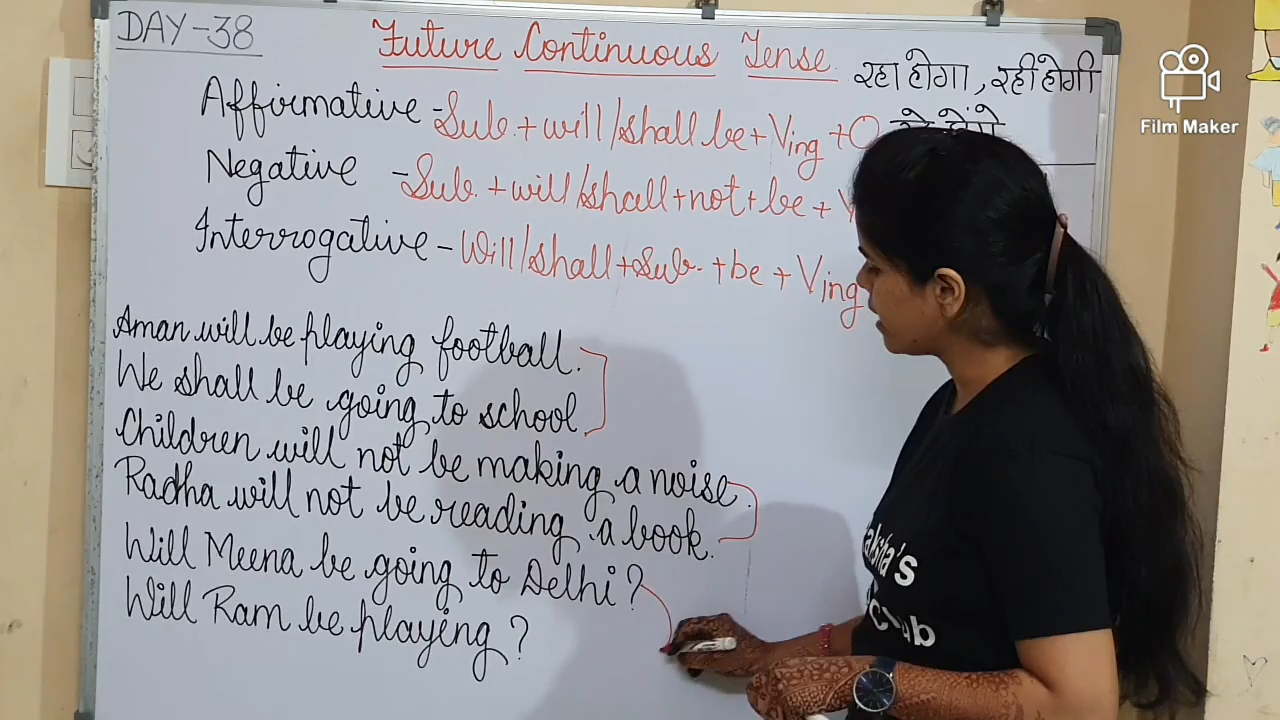 DAY-38
Future Continuous Tense
रहा होगा, रही होगी
Film Maker
Affirmative - Sub. + will/shall be + Ving + O
Negative - Sub. + will/shall + not + be + V
Interrogative - Will/shall + Sub. + be + Ving
Aman will be playing football.
We shall be going to school.
Children will not be making a noise.
Radha will not be reading a book.
Will Meena be going to Delhi?
Will Ram be playing?